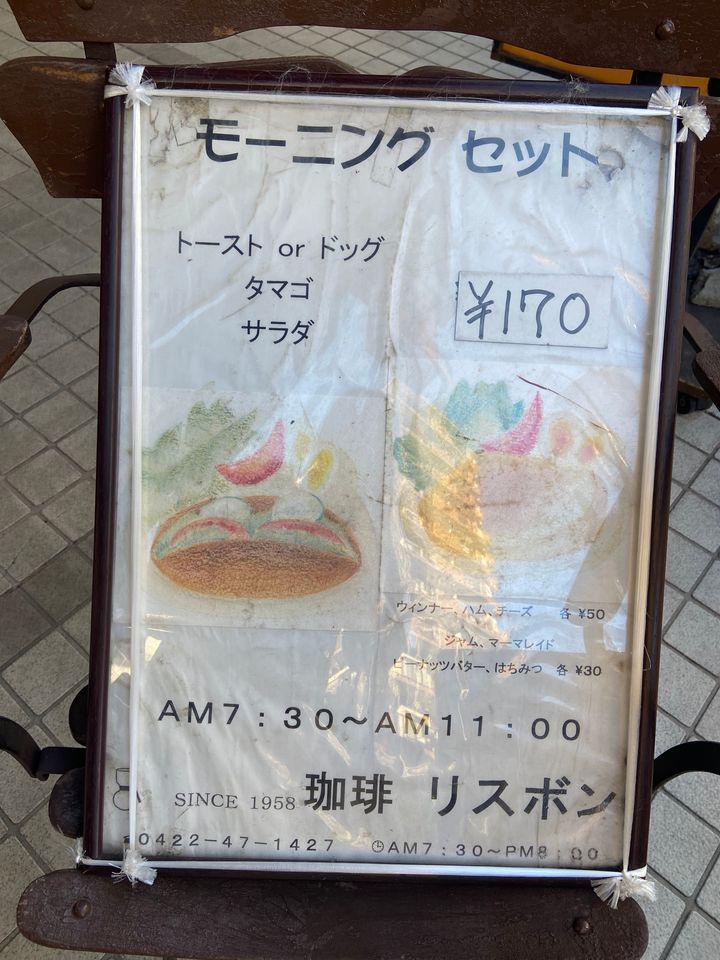 モーニング セット
トースト or ドッグ
タマゴ
サラダ
¥170
ウィンナー、ハム、チーズ 各 ¥50
ジャム、マーマレイド
ピーナッツバター、はちみつ 各 ¥30
AM7:30～AM11:00
SINCE 1958 珈琲 リスボン
☎0422-47-1427 🕒AM7:30～PM8:00